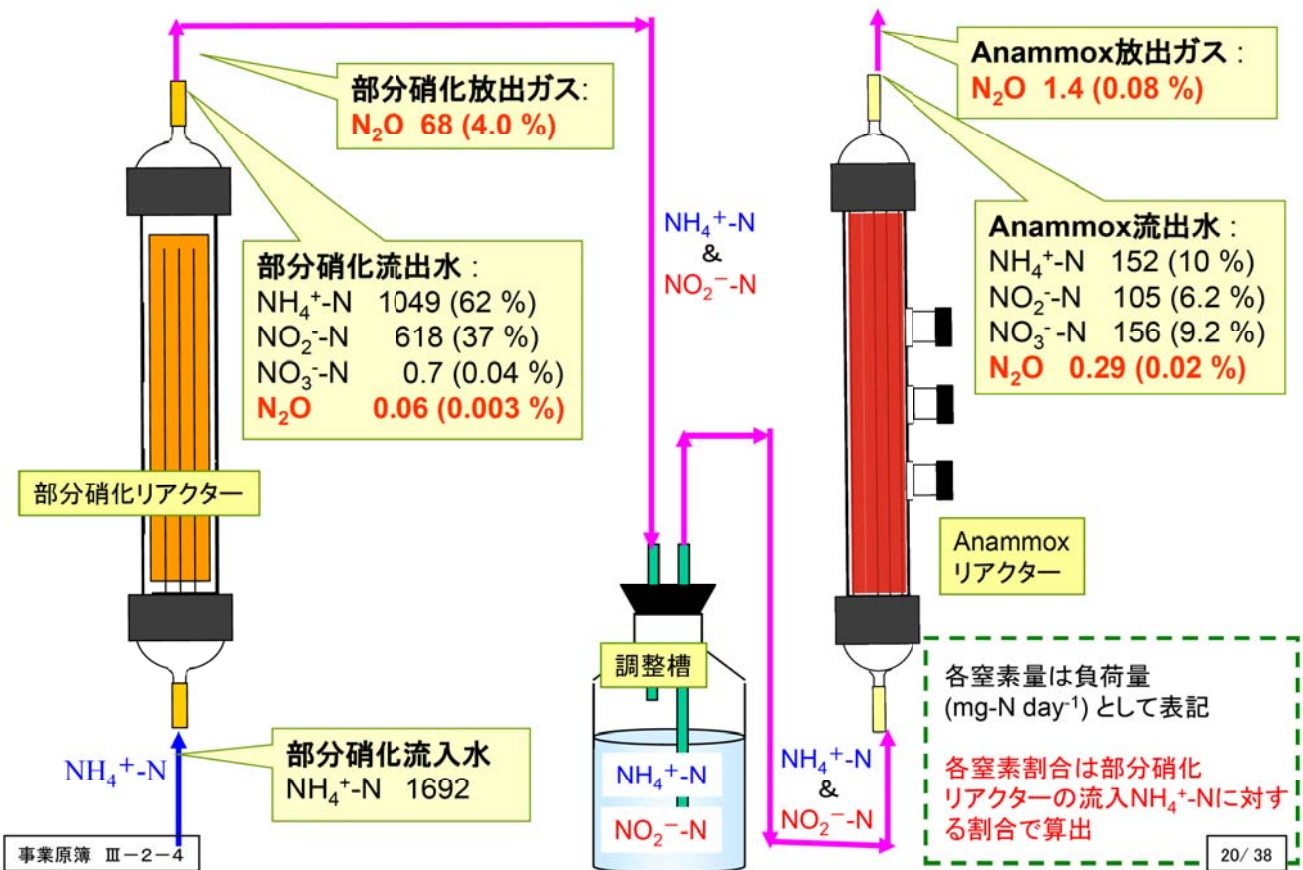 部分硝化放出ガス:
N₂O 68 (4.0 %)
部分硝化流出水 :
NH₄⁺-N 1049 (62 %)
NO₂⁻-N 618 (37 %)
NO₃⁻-N 0.7 (0.04 %)
N₂O 0.06 (0.003 %)
部分硝化リアクター
NH₄⁺-N
部分硝化流入水
NH₄⁺-N 1692
事業原簿 Ⅲ-2-4
NH₄⁺-N
&
NO₂⁻-N
調整槽
NH₄⁺-N
NO₂⁻-N
NH₄⁺-N
&
NO₂⁻-N
Anammox放出ガス :
N₂O 1.4 (0.08 %)
Anammox流出水 :
NH₄⁺-N 152 (10 %)
NO₂⁻-N 105 (6.2 %)
NO₃⁻-N 156 (9.2 %)
N₂O 0.29 (0.02 %)
Anammox
リアクター
各窒素量は負荷量
(mg-N day⁻¹) として表記
各窒素割合は部分硝化
リアクターの流入NH₄⁺-Nに対す
る割合で算出
20/ 38